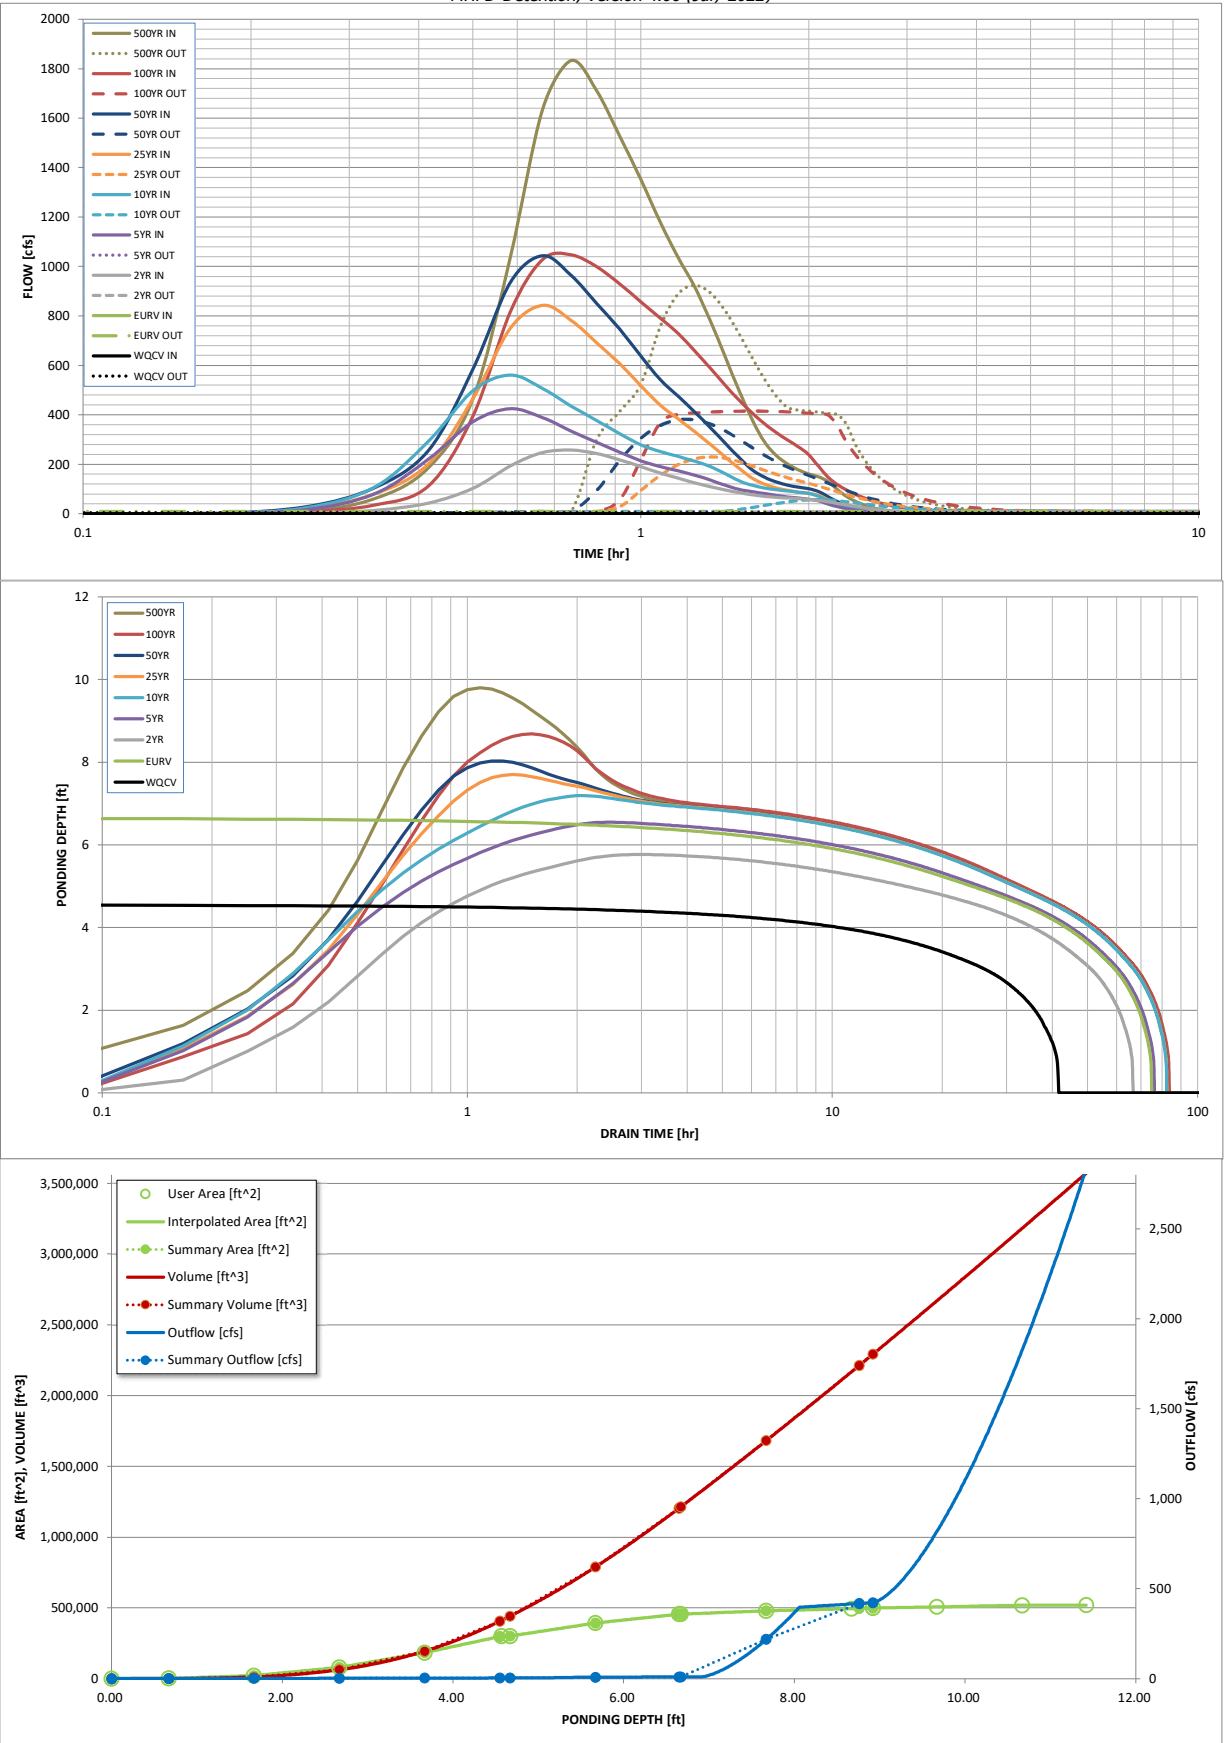 MHFD-Detention, Version 4.06 (July 2022)
2000
1800
1600
1400
1200
1000
800
600
400
200
0
FLOW [cfs]
500YR IN
500YR OUT
100YR IN
100YR OUT
50YR IN
50YR OUT
25YR IN
25YR OUT
10YR IN
10YR OUT
5YR IN
5YR OUT
2YR IN
2YR OUT
EURV IN
EURV OUT
WQCV IN
WQCV OUT
0.1
1
10
TIME [hr]
12
10
8
6
4
2
0
PONDING DEPTH [ft]
500YR
100YR
50YR
25YR
10YR
5YR
2YR
EURV
WQCV
0.1
1
10
100
DRAIN TIME [hr]
3,500,000
3,000,000
2,500,000
2,000,000
1,500,000
1,000,000
500,000
0
AREA [ft^2], VOLUME [ft^3]
User Area [ft^2]
Interpolated Area [ft^2]
Summary Area [ft^2]
Volume [ft^3]
Summary Volume [ft^3]
Outflow [cfs]
Summary Outflow [cfs]
2,500
2,000
1,500
1,000
500
0
OUTFLOW [cfs]
0.00
2.00
4.00
6.00
8.00
10.00
12.00
PONDING DEPTH [ft]